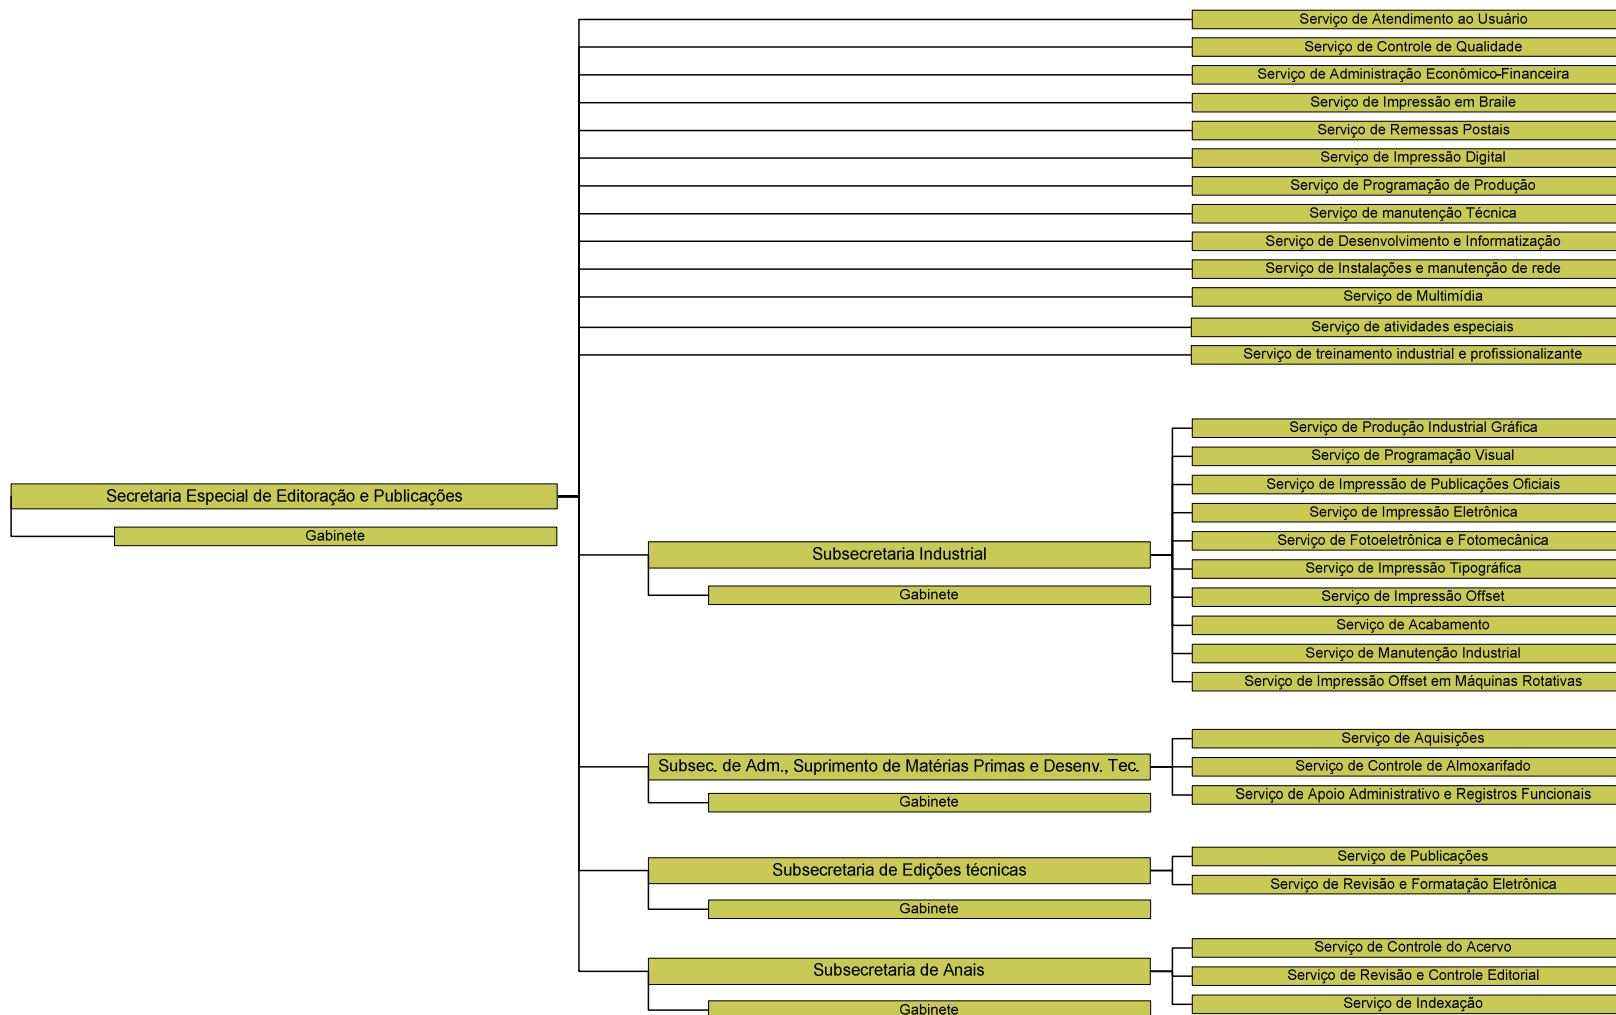 Serviço de Atendimento ao Usuário
Serviço de Controle de Qualidade
Serviço de Administração Econômico-Financeira
Serviço de Impressão em Braile
Serviço de Remessas Postais
Serviço de Impressão Digital
Serviço de Programação de Produção
Serviço de manutenção Técnica
Serviço de Desenvolvimento e Informatização
Serviço de Instalações e manutenção de rede
Serviço de Multimídia
Serviço de atividades especiais
Serviço de treinamento industrial e profissionalizante
Secretaria Especial de Editoração e Publicações
Gabinete
Subsecretaria Industrial
Gabinete
Serviço de Produção Industrial Gráfica
Serviço de Programação Visual
Serviço de Impressão de Publicações Oficiais
Serviço de Impressão Eletrônica
Serviço de Fotoeletrônica e Fotomecânica
Serviço de Impressão Tipográfica
Serviço de Impressão Offset
Serviço de Acabamento
Serviço de Manutenção Industrial
Serviço de Impressão Offset em Máquinas Rotativas
Subsec. de Adm., Suprimento de Matérias Primas e Desenv. Tec.
Gabinete
Serviço de Aquisições
Serviço de Controle de Almoxarifado
Serviço de Apoio Administrativo e Registros Funcionais
Subsecretaria de Edições técnicas
Gabinete
Serviço de Publicações
Serviço de Revisão e Formatação Eletrônica
Subsecretaria de Anais
Gabinete
Serviço de Controle do Acervo
Serviço de Revisão e Controle Editorial
Serviço de Indexação